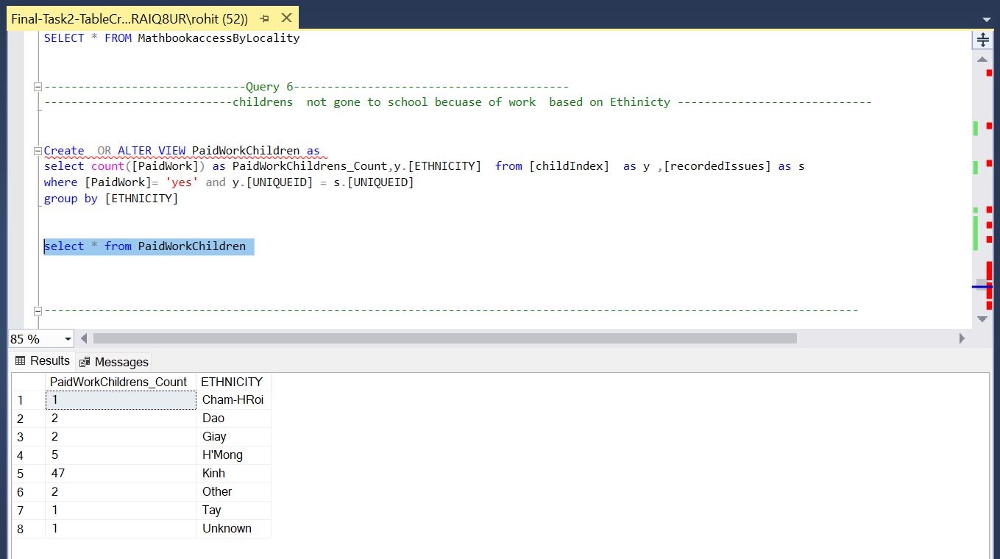 Final-Task2-TableCr...RAIQ8UR\rohit (52))
SELECT * FROM MathbookaccessByLocality
------------------------------Query 6-----------------------------------------
----------------------------childrens  not gone to school becuase of work  based on Ethinicty -----------------------------
Create  OR ALTER VIEW PaidWorkChildren as
select count([PaidWork]) as PaidWorkChildrens_Count,y.[ETHNICITY]  from [childIndex]  as y ,[recordedIssues] as s
where [PaidWork]= 'yes' and y.[UNIQUEID] = s.[UNIQUEID]
group by [ETHNICITY]
select * from PaidWorkChildren
-------------------------------------------------------------------------------------------------------------------------
85 %
Results Messages
PaidWorkChildrens_Count ETHNICITY
1 1 Cham-HRoi
2 2 Dao
3 2 Giay
4 5 H'Mong
5 47 Kinh
6 2 Other
7 1 Tay
8 1 Unknown